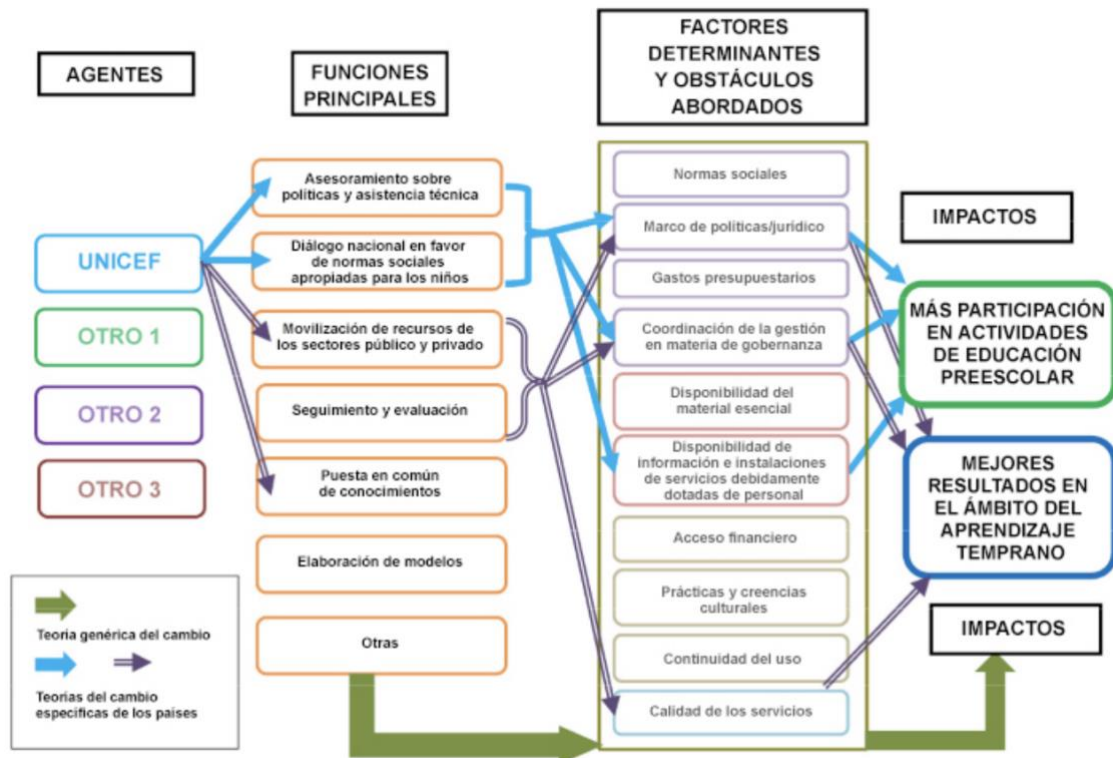 AGENTES
FUNCIONES
PRINCIPALES
FACTORES
DETERMINANTES
Y OBSTÁCULOS
ABORDADOS
IMPACTOS
UNICEF
OTRO 1
OTRO 2
OTRO 3
Asesoramiento sobre
políticas y asistencia técnica
Diálogo nacional en favor
de normas sociales
apropiadas para los niños
Movilización de recursos de
los sectores público y privado
Seguimiento y evaluación
Puesta en común
de conocimientos
Elaboración de modelos
Otras
Normas sociales
Marco de políticas/jurídico
Gastos presupuestarios
Coordinación de la gestión
en materia de gobernanza
Disponibilidad del
material esencial
Disponibilidad de
información e instalaciones
de servicios debidamente
dotadas de personal
Acceso financiero
Prácticas y creencias
culturales
Continuidad del uso
Calidad de los servicios
MÁS PARTICIPACIÓN
EN ACTIVIDADES
DE EDUCACIÓN
PREESCOLAR
MEJORES
RESULTADOS EN
EL ÁMBITO DEL
APRENDIZAJE
TEMPRANO
IMPACTOS
Teoría genérica del cambio
Teorías del cambio
específicas de los países